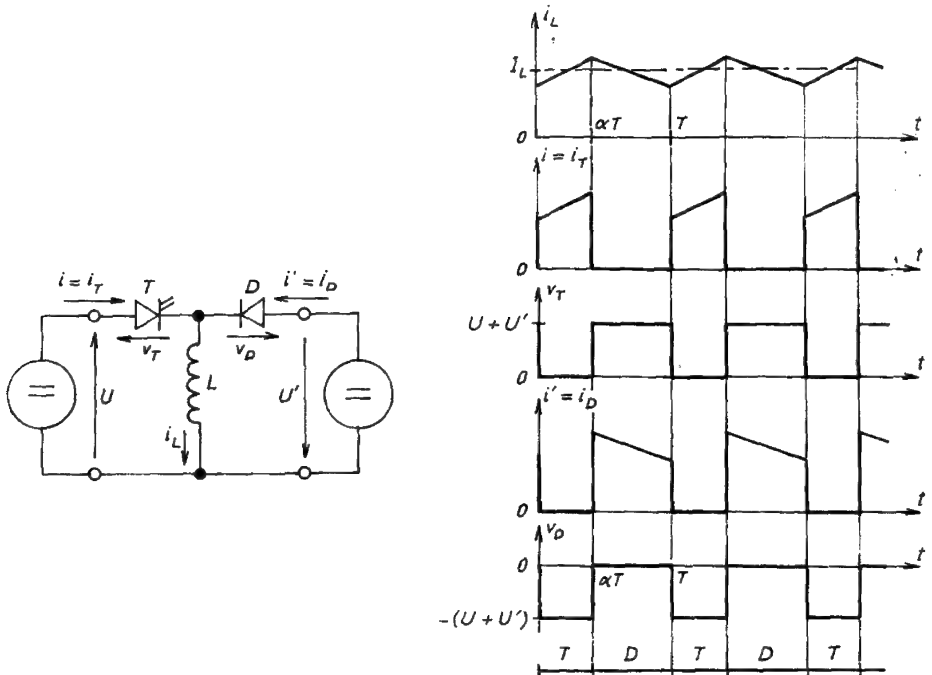 i = i_T
T
D
i' = i_D
v_T
v_D
U
L
U'
i_L
i_L
I_L
0
αT
T
t
i = i_T
0
t
v_T
U + U'
0
t
i' = i_D
0
t
v_D
0
αT
T
t
-(U + U')
T
D
T
D
T